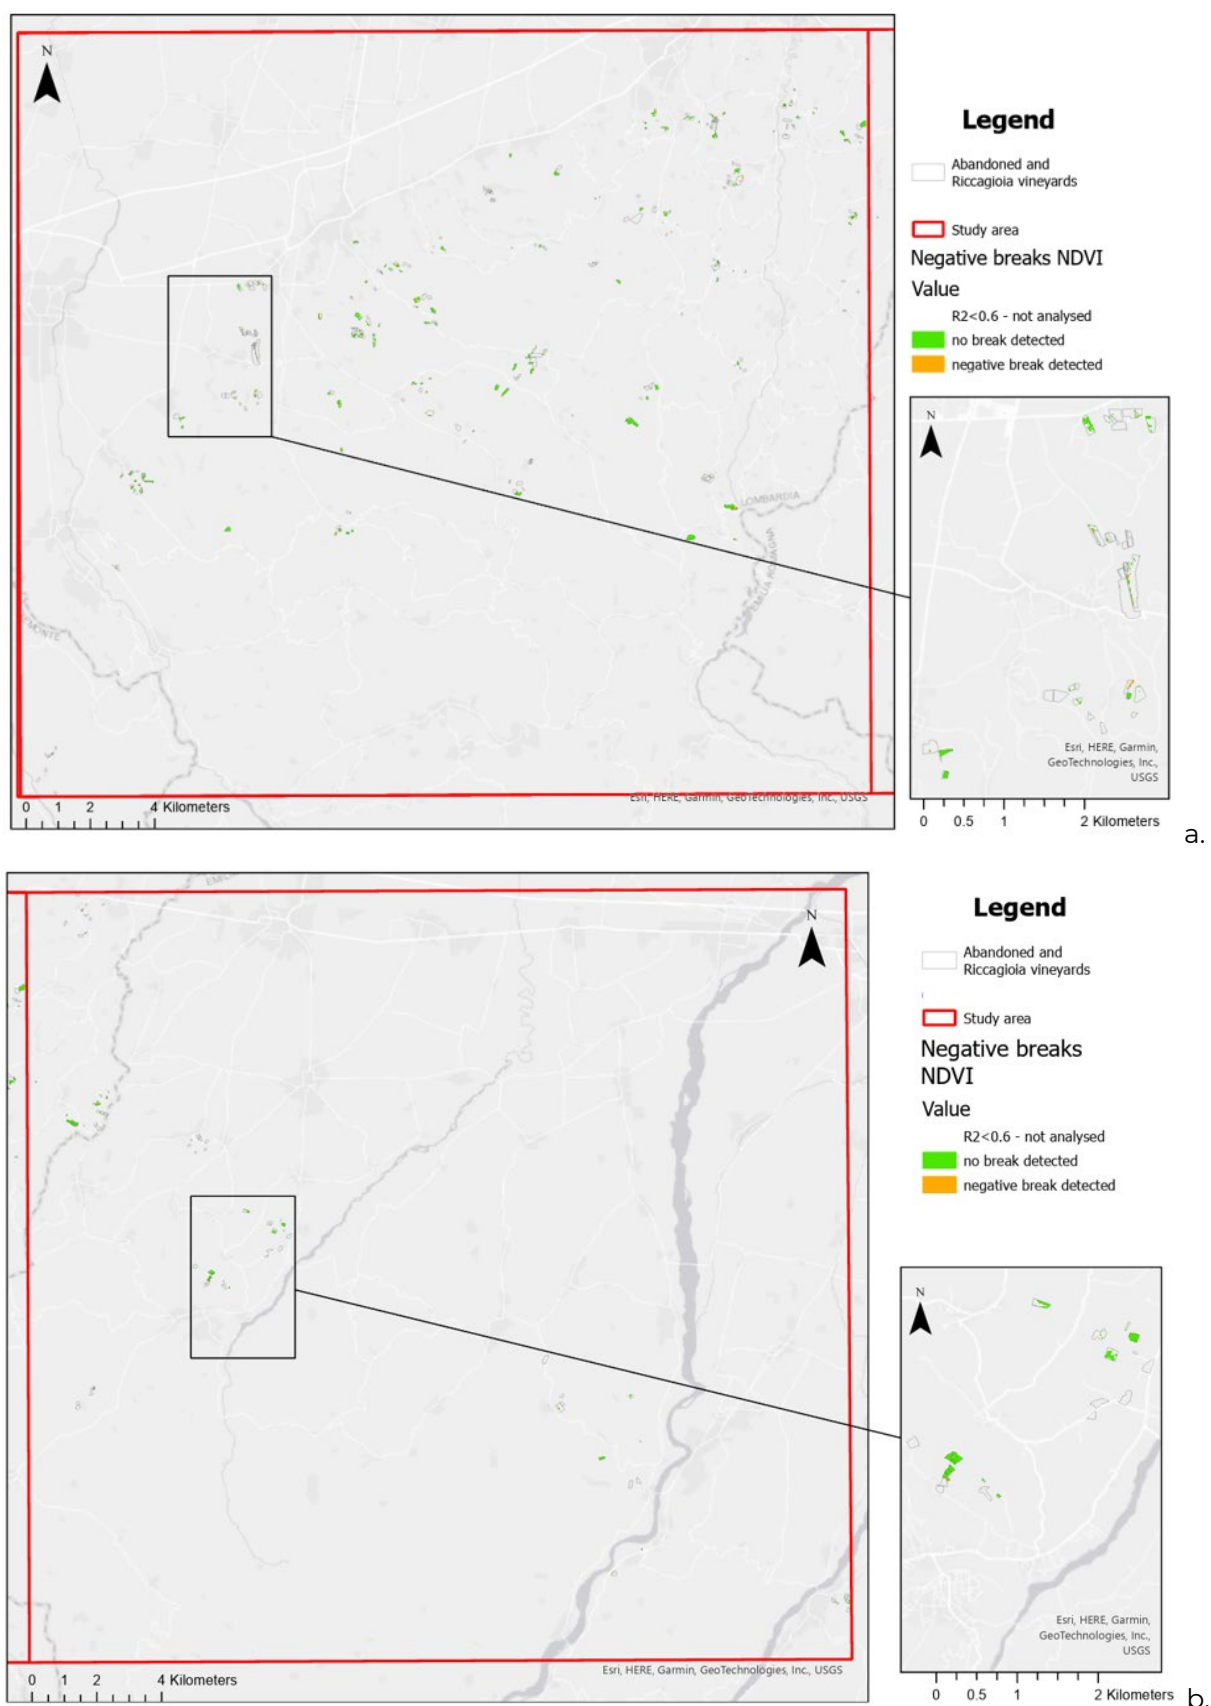 N
Legend
Abandoned and
Riccagioia vineyards
Study area
Negative breaks NDVI
Value
R2<0.6 - not analysed
no break detected
negative break detected
LOMBARDIA
EMILIA ROMAGNA
0 1 2 4 Kilometers
Esri, HERE, Garmin, GeoTechnologies, Inc., USGS
N
Esri, HERE, Garmin,
GeoTechnologies, Inc.,
USGS
0 0.5 1 2 Kilometers
a.
N
Legend
Abandoned and
Riccagioia vineyards
Study area
Negative breaks
NDVI
Value
R2<0.6 - not analysed
no break detected
negative break detected
0 1 2 4 Kilometers
Esri, HERE, Garmin, GeoTechnologies, Inc., USGS
N
Esri, HERE, Garmin,
GeoTechnologies, Inc.,
USGS
0 0.5 1 2 Kilometers
b.